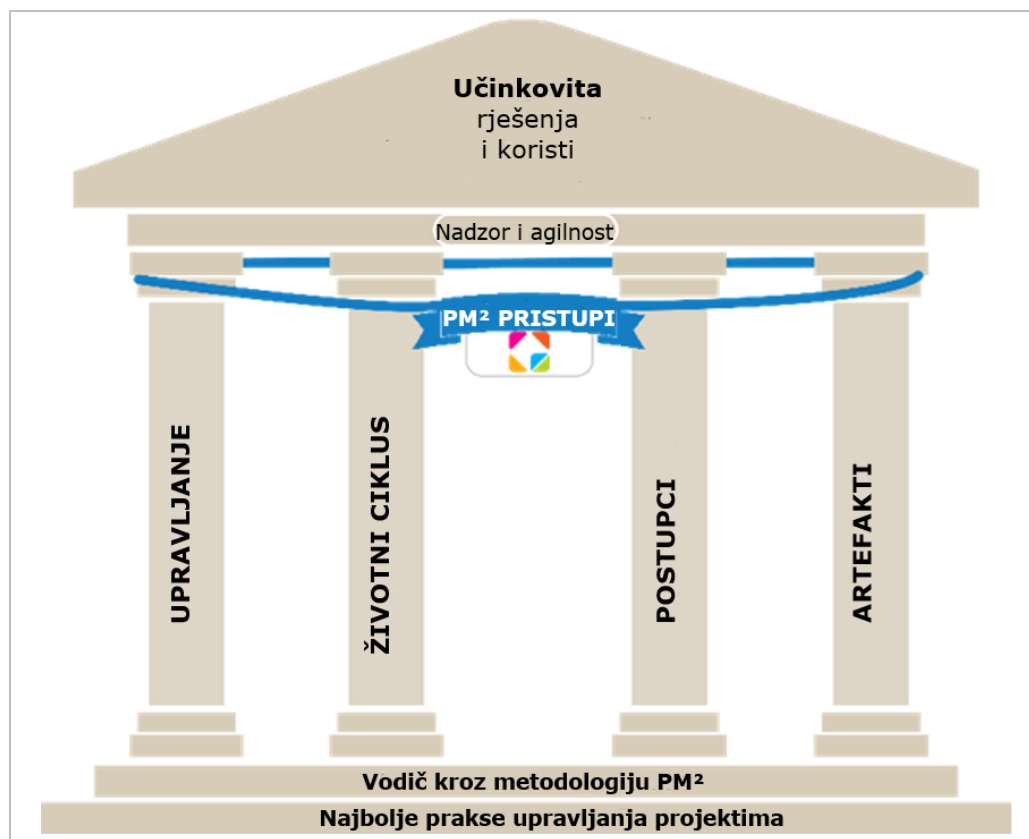 Učinkovita
rješenja
i koristi
Nadzor i agilnost
PM² PRISTUPI
UPRAVLJANJE
ŽIVOTNI CIKLUS
POSTUPCI
ARTEFAKTI
Vodič kroz metodologiju PM²
Najbolje prakse upravljanja projektima